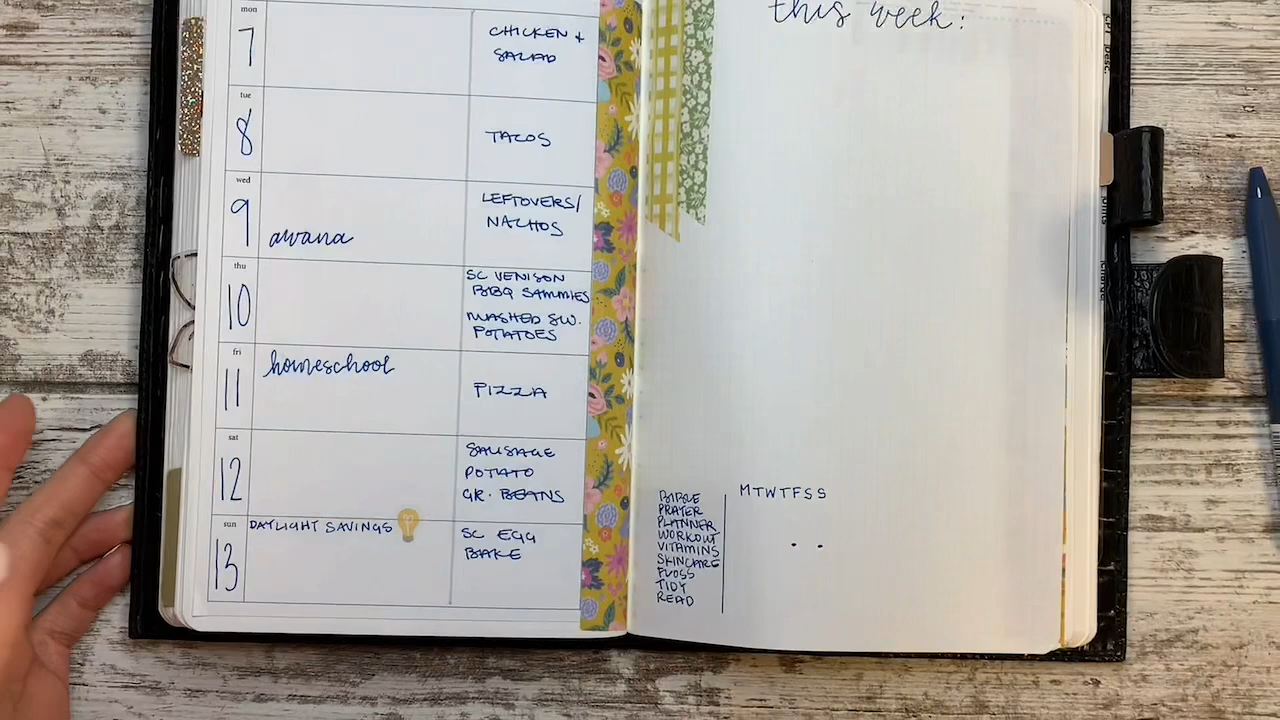 mon
7
CHICKEN +
SALAD
tue
8
TACOS
wed
9
awana
LEFTOVERS/
NACHOS
thu
10
SC VENISON
BBQ SAMMIES
MASHED SW.
POTATOES
fri
11
homeschool
PIZZA
sat
12
SAUSAGE
POTATO
GR. BEANS
sun
13
DAYLIGHT SAVINGS
SC EGG
BAKE
this week:
MTWTFSS
BIBLE
PRAYER
PLANNER
WORKOUT
VITAMINS
SKINCARE
FLOSS
TIDY
READ